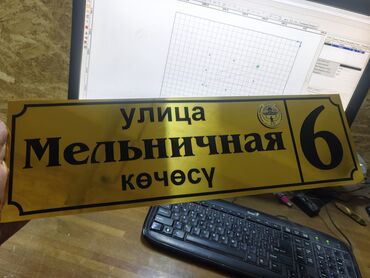 улица
Мельничная
көчөсү
6